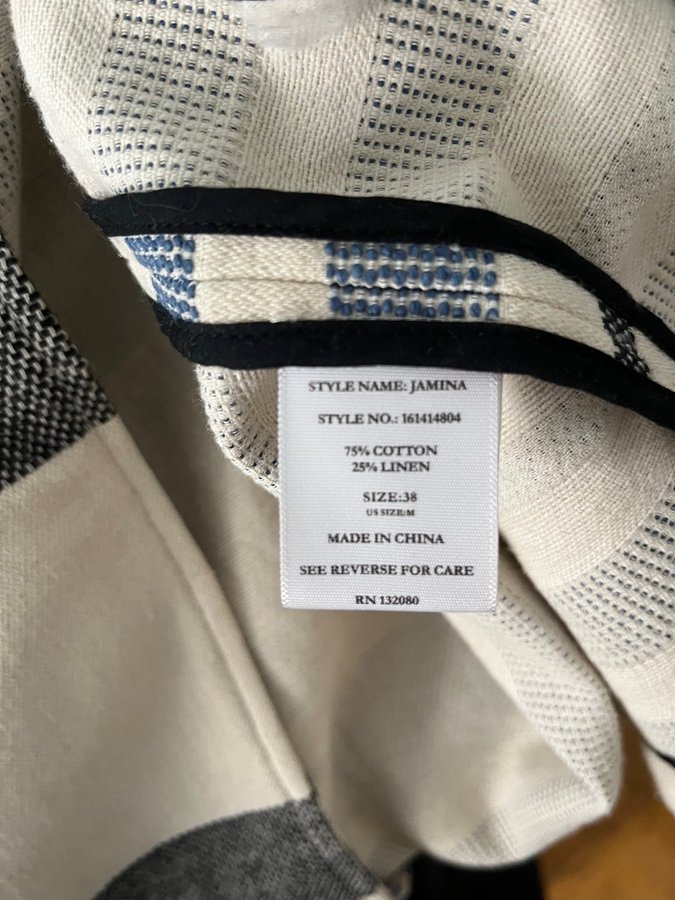 STYLE NAME: JAMINA
STYLE NO.: 161414804
75% COTTON
25% LINEN
SIZE:38
US SIZE:M
MADE IN CHINA
SEE REVERSE FOR CARE
RN 132080